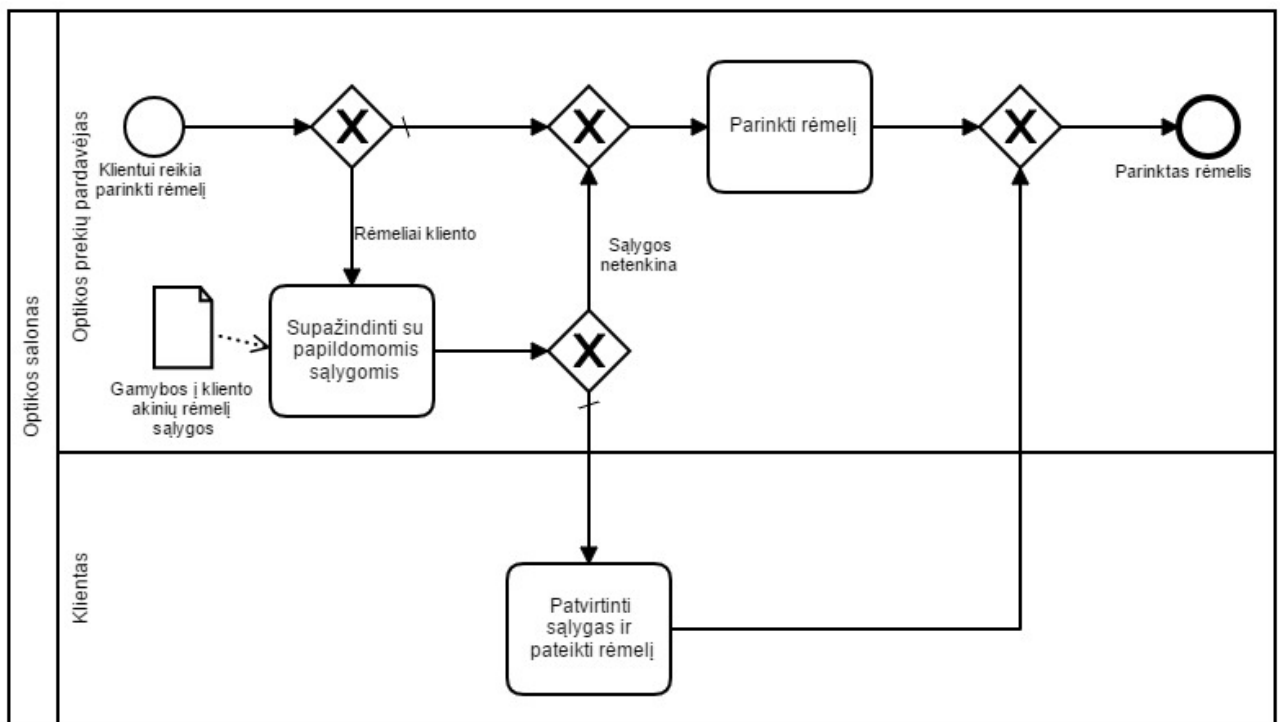 Optikos salonas
Optikos prekių pardavėjas
Klientui reikia
parinkti rėmelį
Parinkti rėmelį
Parinktas rėmelis
Rėmeliai kliento
Sąlygos
netenkina
Supažindinti su
papildomomis
sąlygomis
Gamybos į kliento
akinių rėmelį
sąlygos
Klientas
Patvirtinti
sąlygas ir
pateikti rėmelį